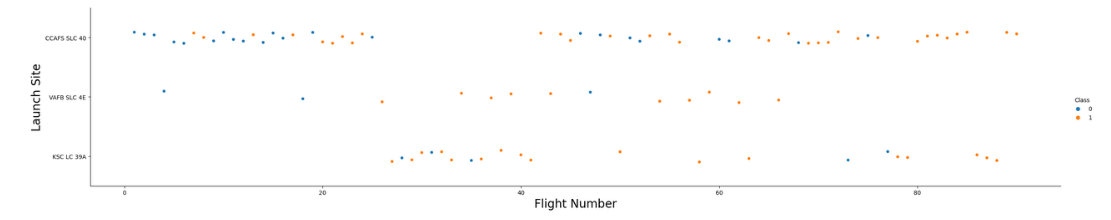 CCAFS SLC 40
VAFB SLC 4E
KSC LC 39A
Launch Site
0 20 40 60 80
Flight Number
Class
0
1